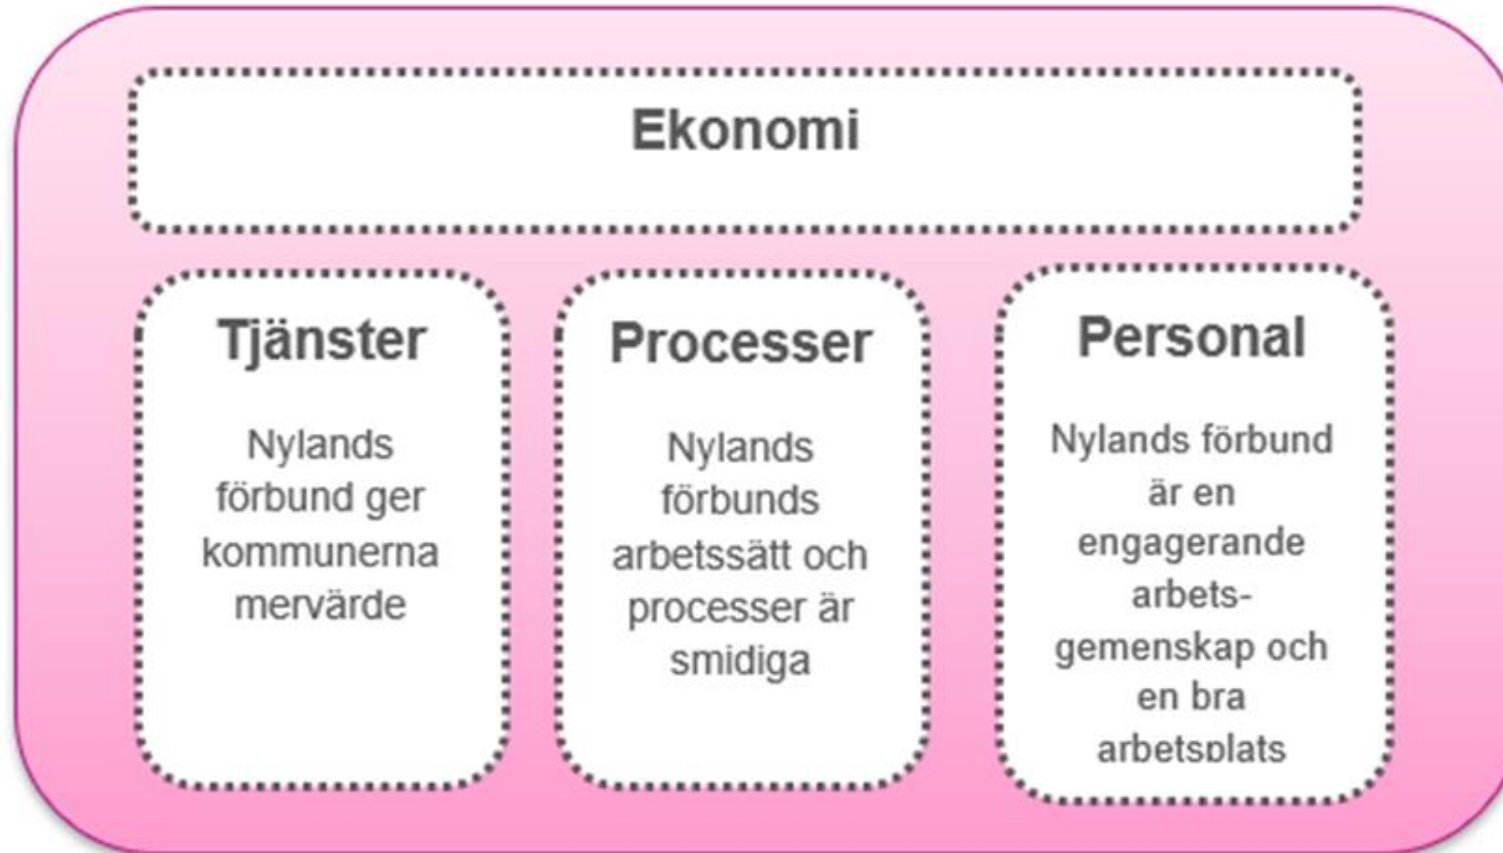 Ekonomi
Tjänster
Nylands
förbund ger
kommunerna
mervärde
Processer
Nylands
förbunds
arbetssätt och
processer är
smidiga
Personal
Nylands förbund
är en
engagerande
arbets-
gemenskap och
en bra
arbetsplats